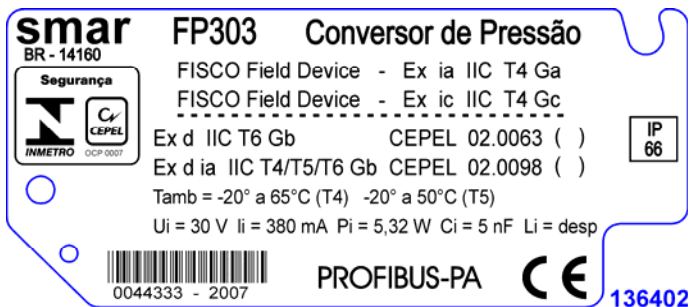 smar FP303 Conversor de Pressão
BR - 14160
Segurança
INMETRO
CEPEL
OCP 0007
FISCO Field Device - Ex ia IIC T4 Ga
FISCO Field Device - Ex ic IIC T4 Gc
Ex d IIC T6 Gb CEPEL 02.0063 ( )
Ex d ia IIC T4/T5/T6 Gb CEPEL 02.0098 ( )
IP
66
Tamb = -20° a 65°C (T4) -20° a 50°C (T5)
Ui = 30 V Ii = 380 mA Pi = 5,32 W Ci = 5 nF Li = desp
0044333 - 2007
PROFIBUS-PA CE
136402